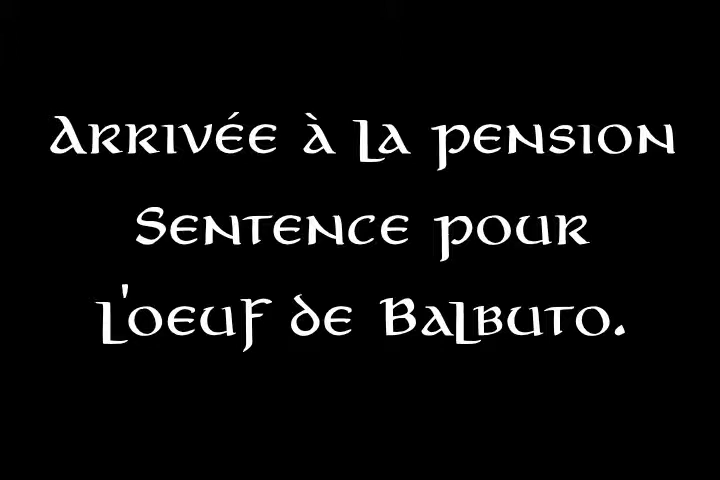 Arrivée à la pension
Sentence pour
l'oeuf de Balbuto.